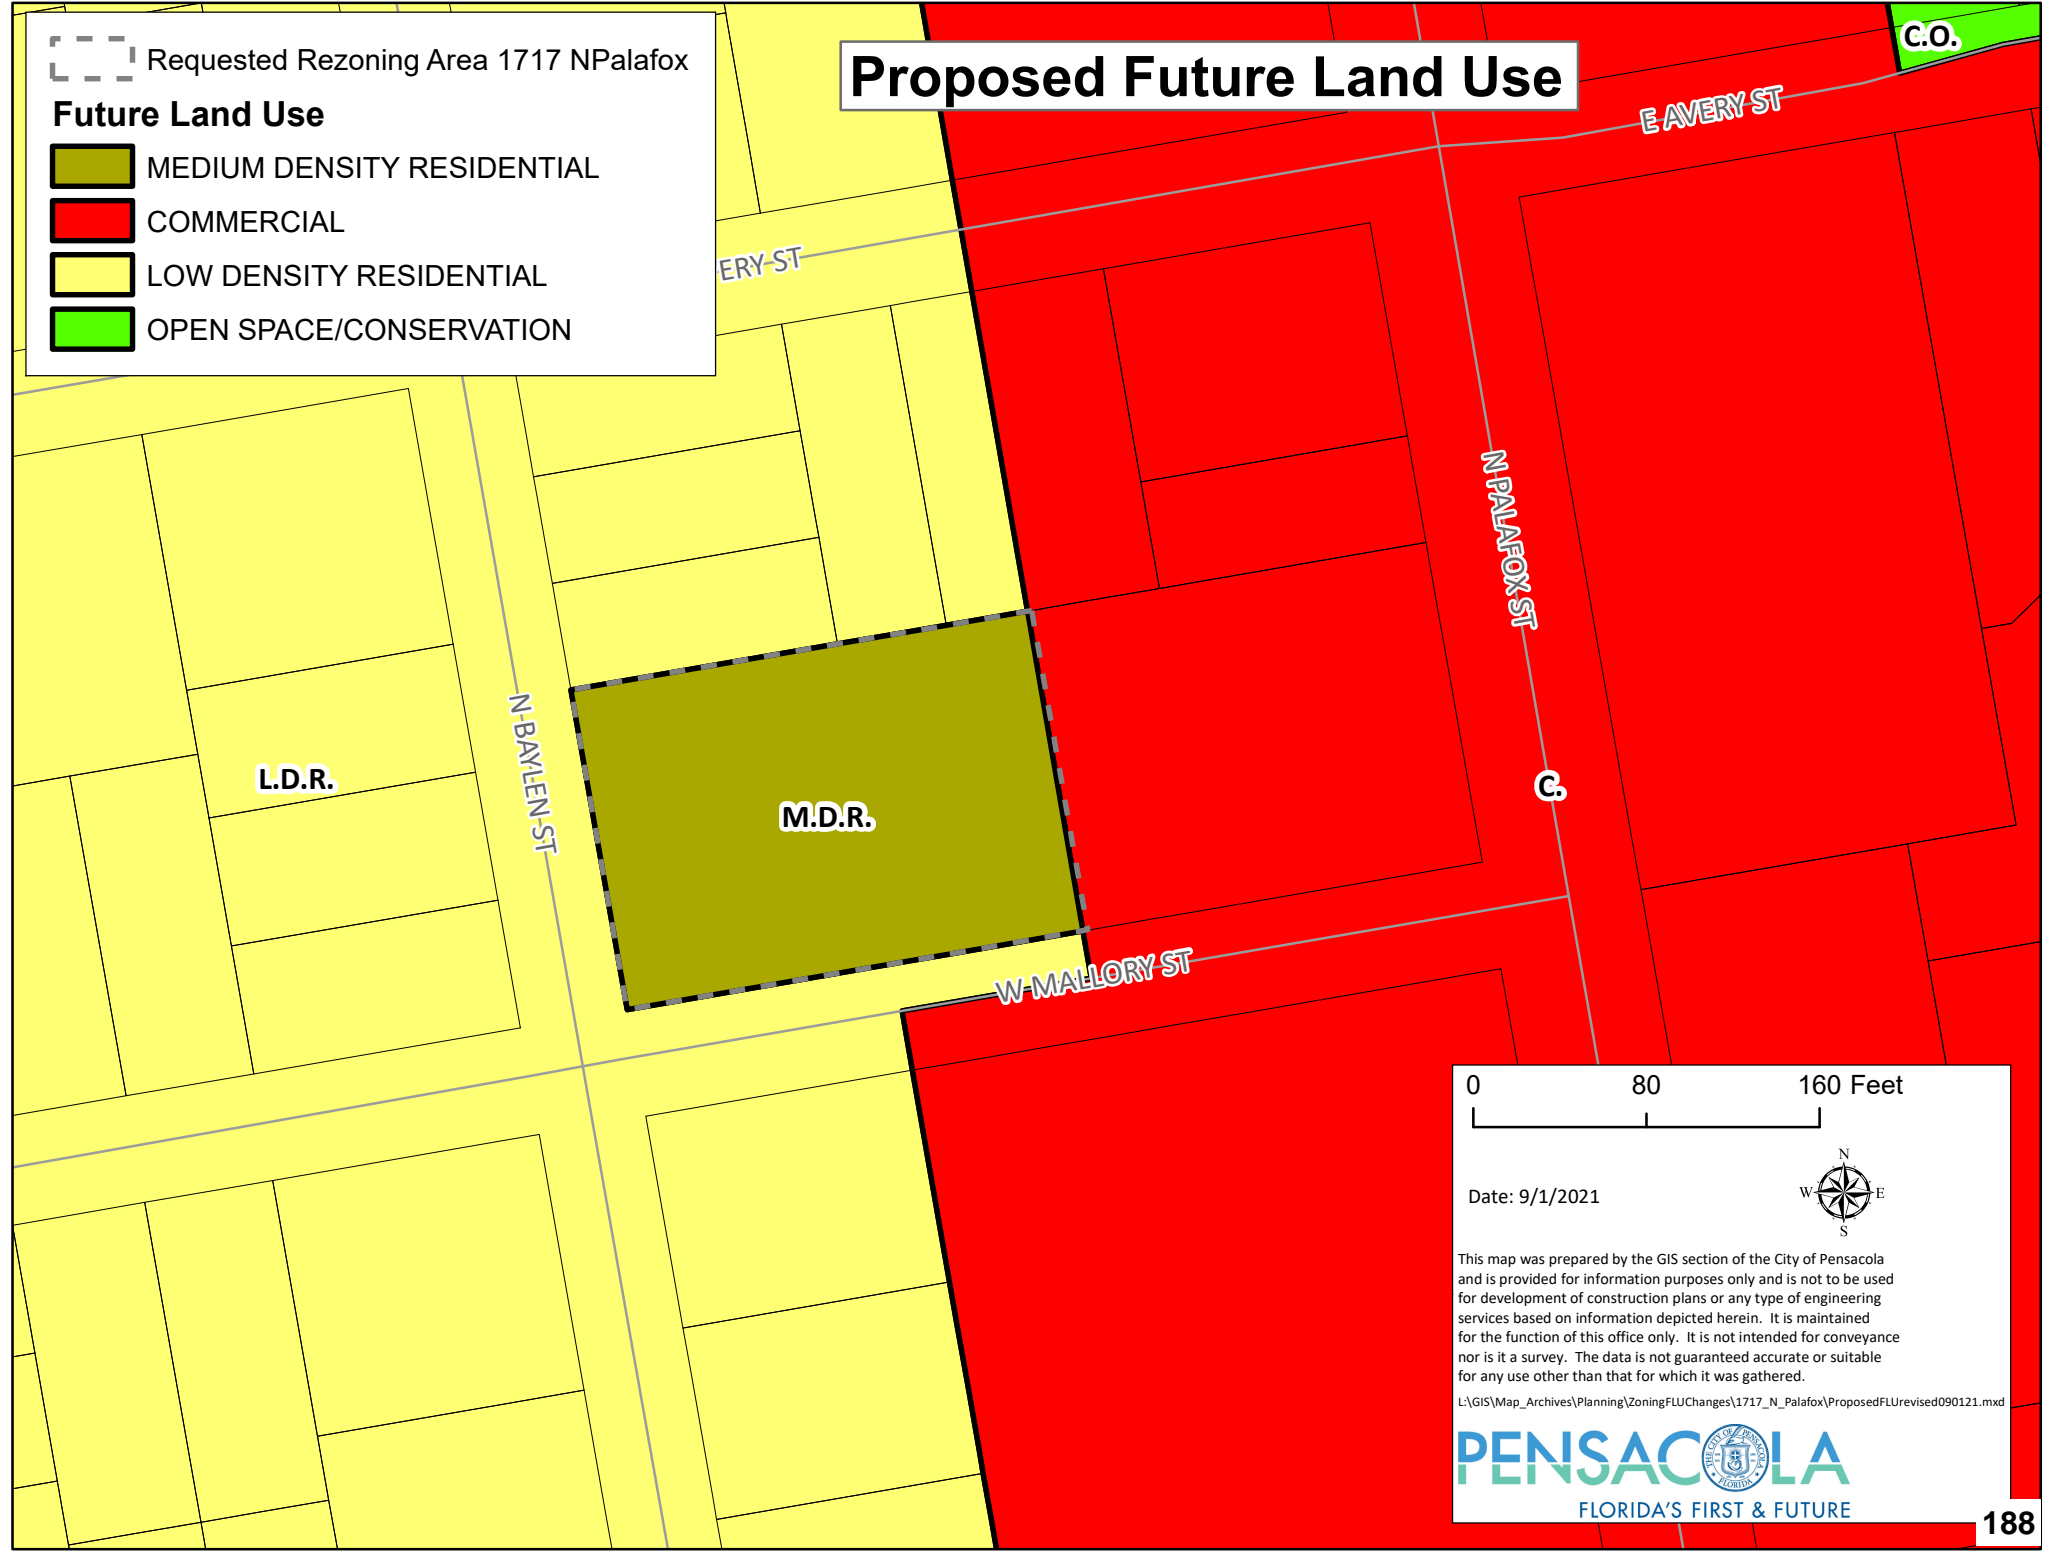 Requested Rezoning Area 1717 NPalafox
Future Land Use
MEDIUM DENSITY RESIDENTIAL
COMMERCIAL
LOW DENSITY RESIDENTIAL
OPEN SPACE/CONSERVATION
Proposed Future Land Use
C.O.
E AVERY ST
ERY ST
N PALAFOX ST
N BAYLEN ST
L.D.R.
M.D.R.
C.
W MALLORY ST
0 80 160 Feet
N
W E
S
Date: 9/1/2021
This map was prepared by the GIS section of the City of Pensacola
and is provided for information purposes only and is not to be used
for development of construction plans or any type of engineering
services based on information depicted herein. It is maintained
for the function of this office only. It is not intended for conveyance
nor is it a survey. The data is not guaranteed accurate or suitable
for any use other than that for which it was gathered.
L:\GIS\Map_Archives\Planning\ZoningFLUChanges\1717_N_Palafox\ProposedFLUrevised090121.mxd
PENSACOLA
THE CITY OF PENSACOLA
FLORIDA
FLORIDA'S FIRST & FUTURE
188